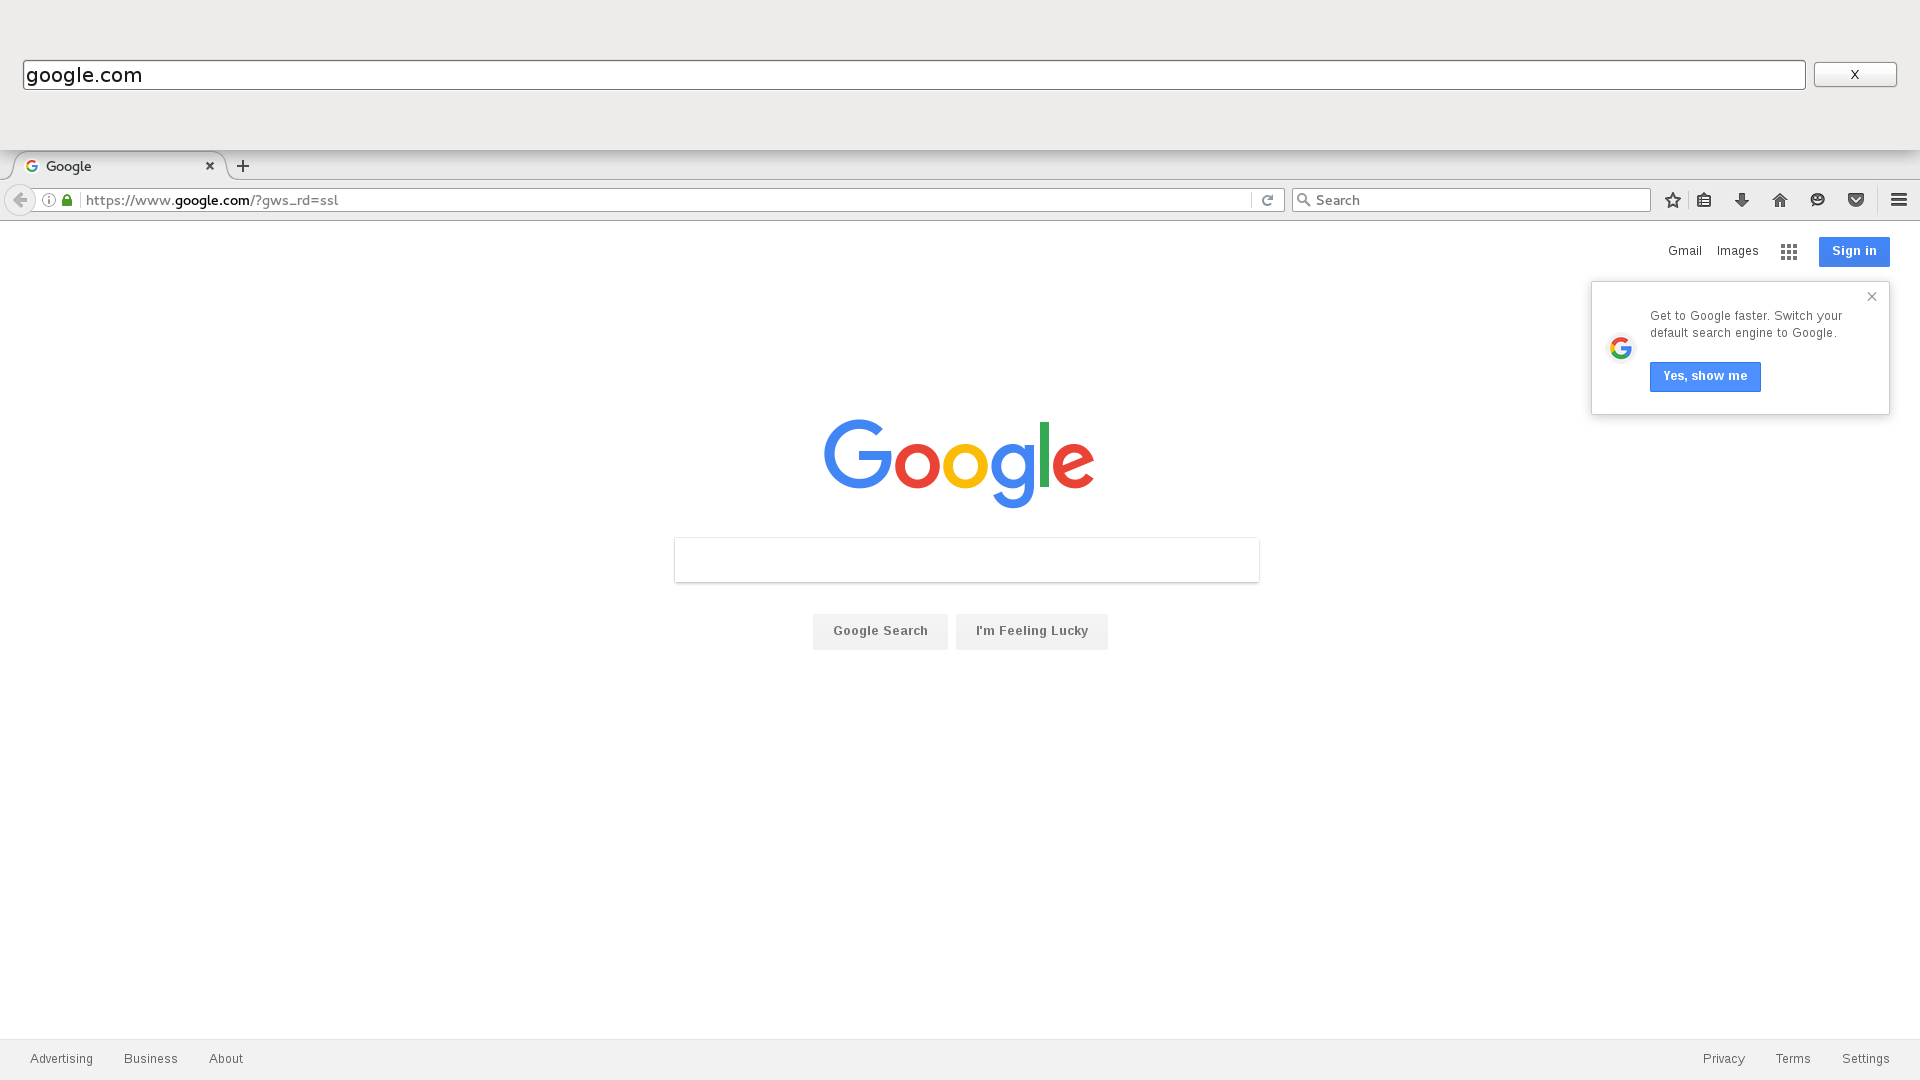 google.com
X
Google
https://www.google.com/?gws_rd=ssl
Search
Gmail Images Sign in
Get to Google faster. Switch your
default search engine to Google.
Yes, show me
Google
Google Search I'm Feeling Lucky
Advertising Business About Privacy Terms Settings